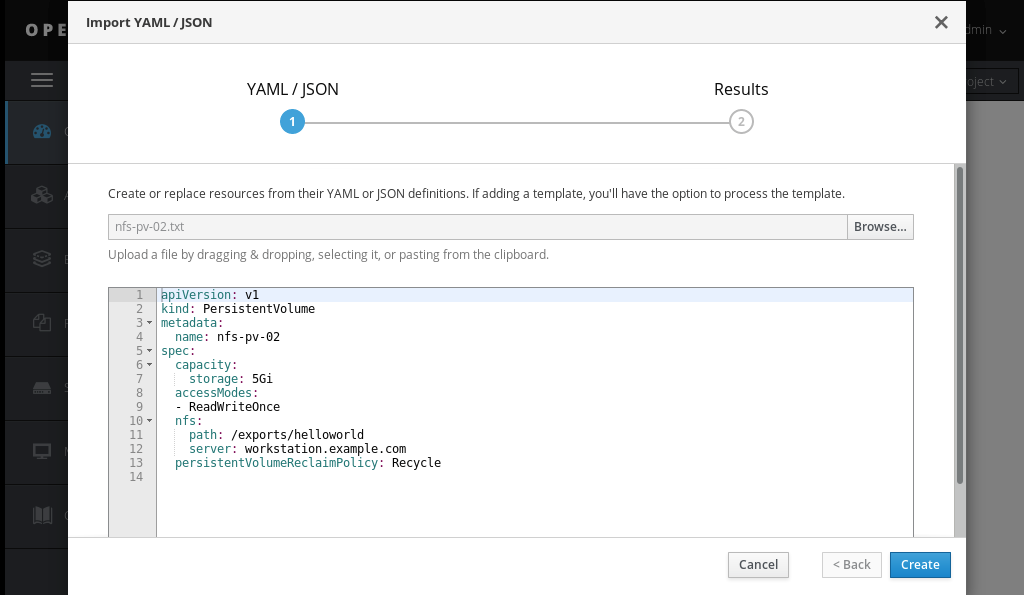 Import YAML / JSON
OPE
dmin
oject
YAML / JSON
Results
1
2
Create or replace resources from their YAML or JSON definitions. If adding a template, you'll have the option to process the template.
nfs-pv-02.txt
Browse...
Upload a file by dragging & dropping, selecting it, or pasting from the clipboard.
1 apiVersion: v1
2 kind: PersistentVolume
3 metadata:
4   name: nfs-pv-02
5 spec:
6   capacity:
7     storage: 5Gi
8   accessModes:
9   - ReadWriteOnce
10   nfs:
11     path: /exports/helloworld
12     server: workstation.example.com
13   persistentVolumeReclaimPolicy: Recycle
14
Cancel
< Back
Create